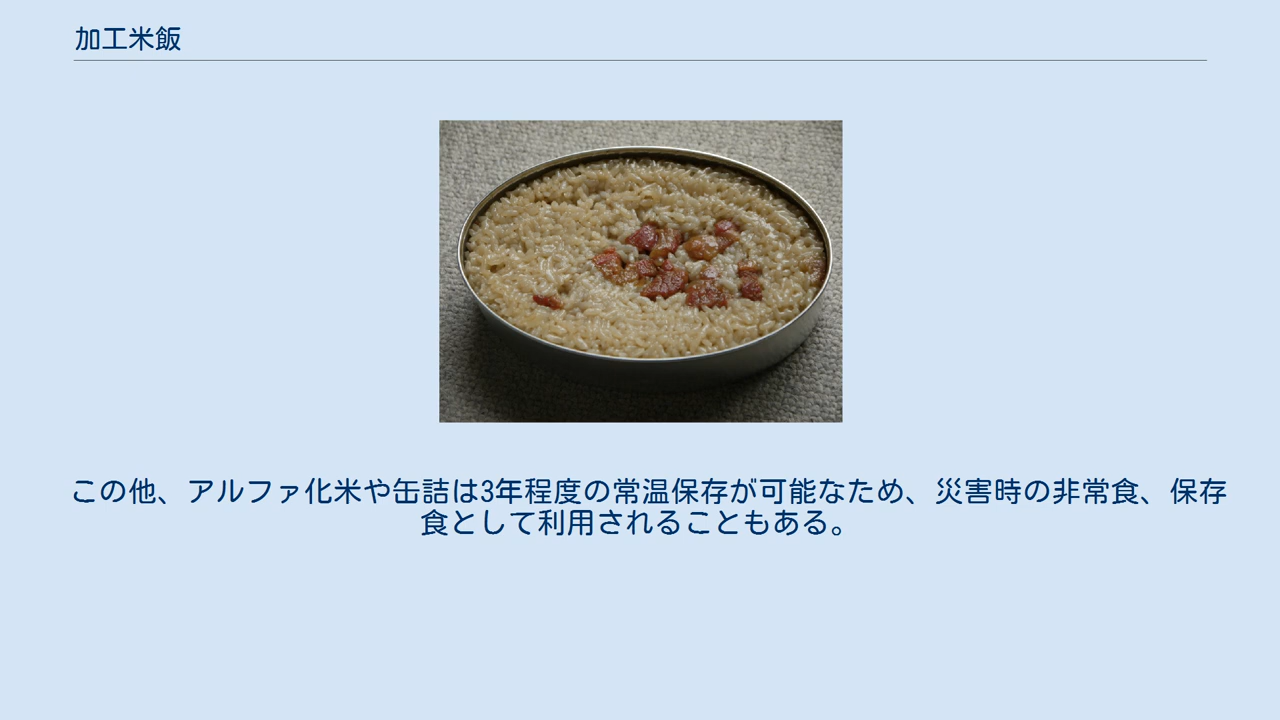 加工米飯
この他、アルファ化米や缶詰は3年程度の常温保存が可能なため、災害時の非常食、保存
食として利用されることもある。